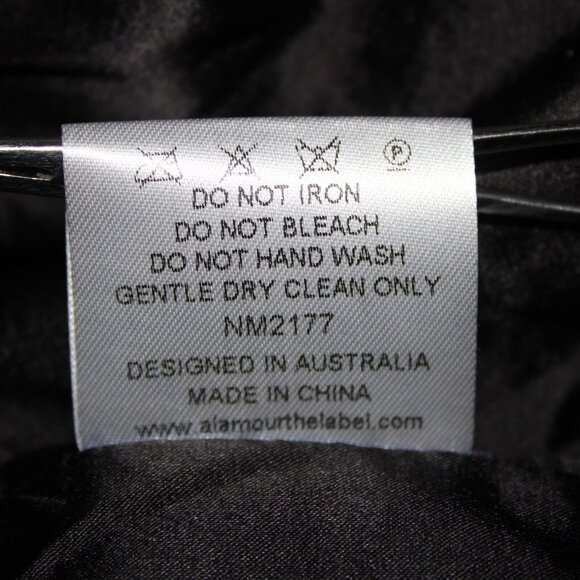 P
DO NOT IRON
DO NOT BLEACH
DO NOT HAND WASH
GENTLE DRY CLEAN ONLY
NM2177
DESIGNED IN AUSTRALIA
MADE IN CHINA
www.alamourthelabel.com